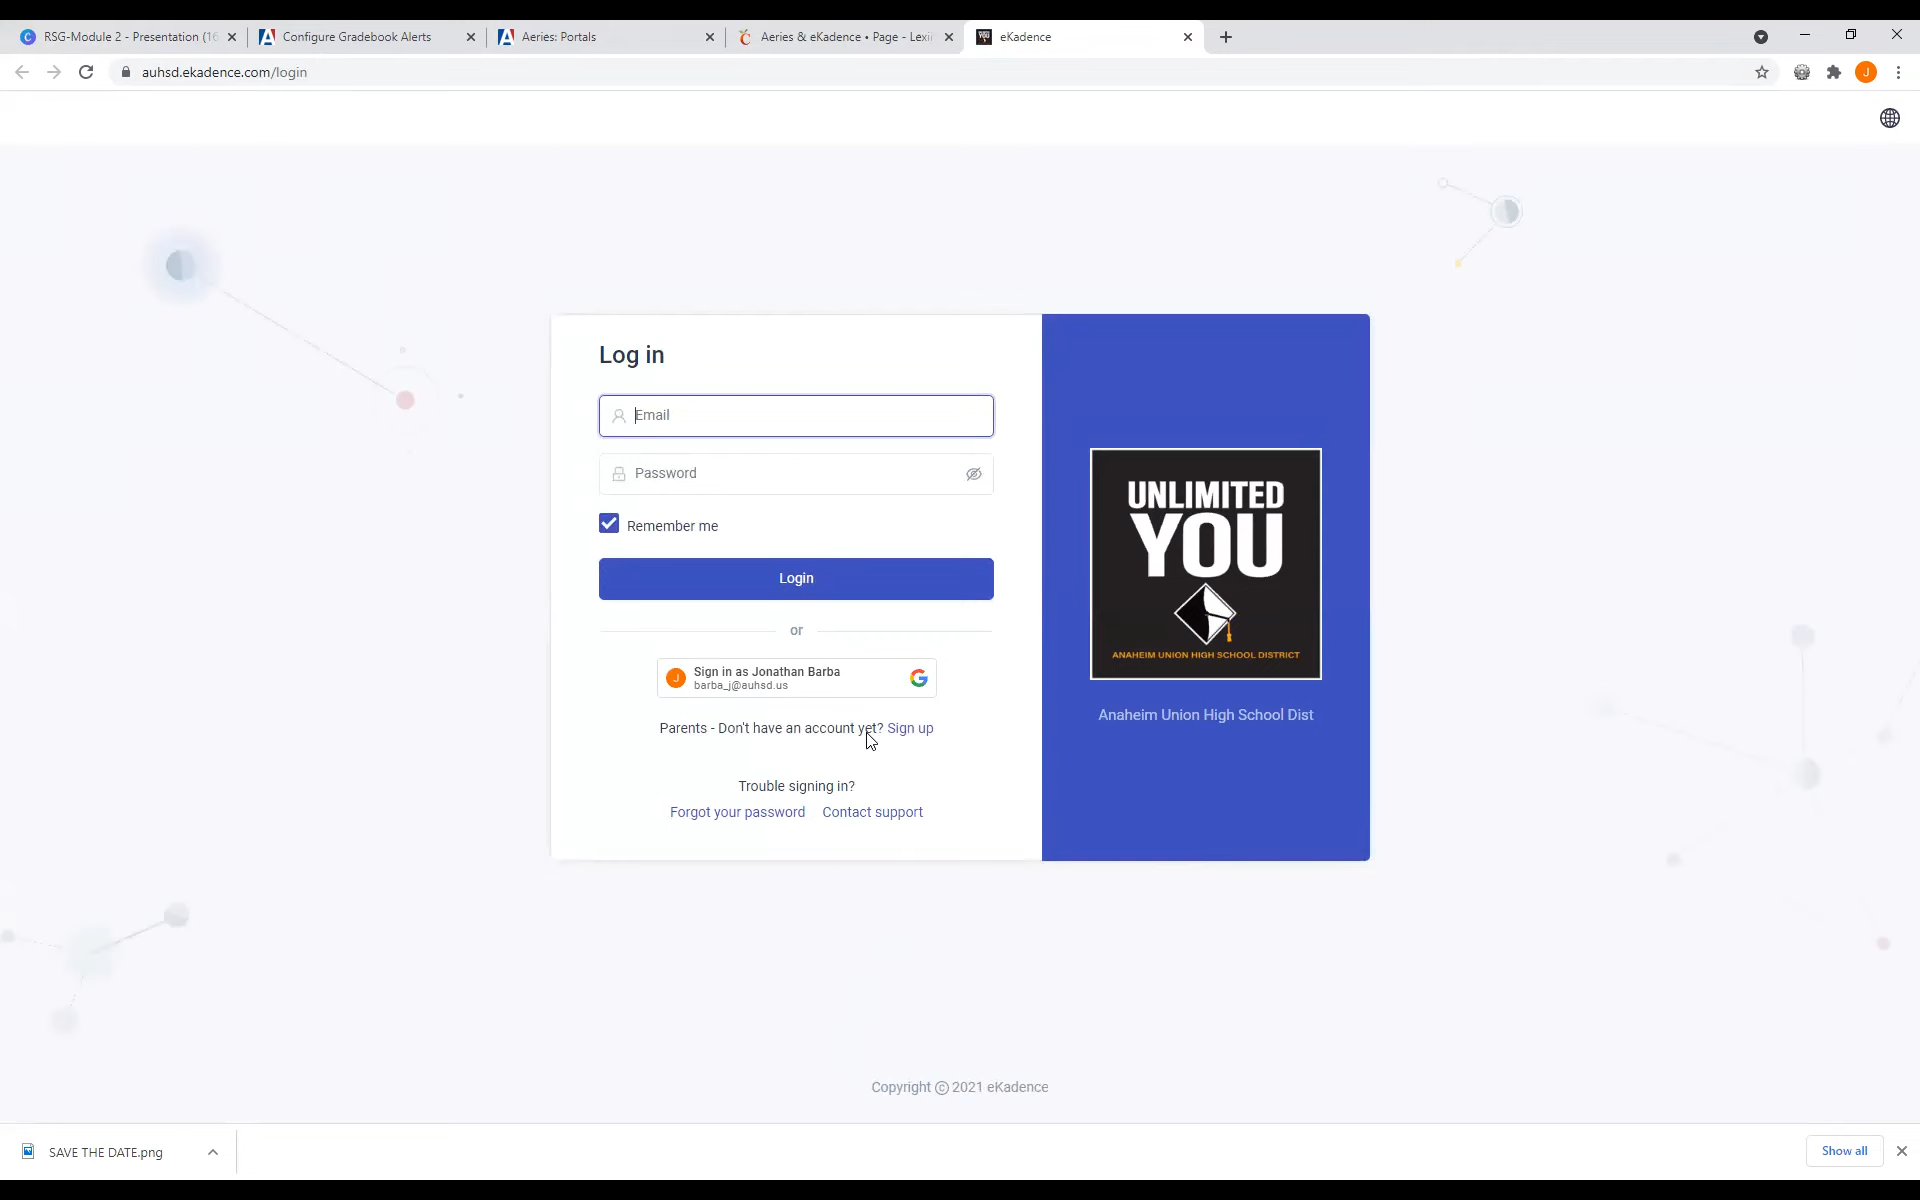 RSG-Module 2 - Presentation (16
Configure Gradebook Alerts
Aeries: Portals
Aeries & eKadence • Page - Lexi
eKadence
auhsd.ekadence.com/login
J
Log in
Email
Password
Remember me
Login
or
J
Sign in as Jonathan Barba
barba_j@auhsd.us
Parents - Don't have an account yet? Sign up
Trouble signing in?
Forgot your password
Contact support
UNLIMITED
YOU
ANAHEIM UNION HIGH SCHOOL DISTRICT
Anaheim Union High School Dist
Copyright © 2021 eKadence
SAVE THE DATE.png
Show all